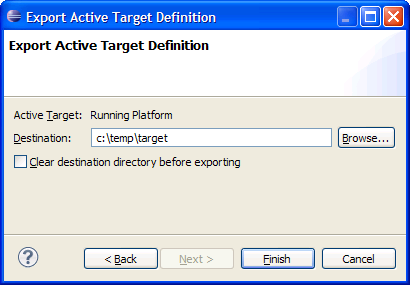 Export Active Target Definition
Export Active Target Definition
Active Target: Running Platform
Destination: c:\temp\target Browse...
Clear destination directory before exporting
? < Back Next > Finish Cancel